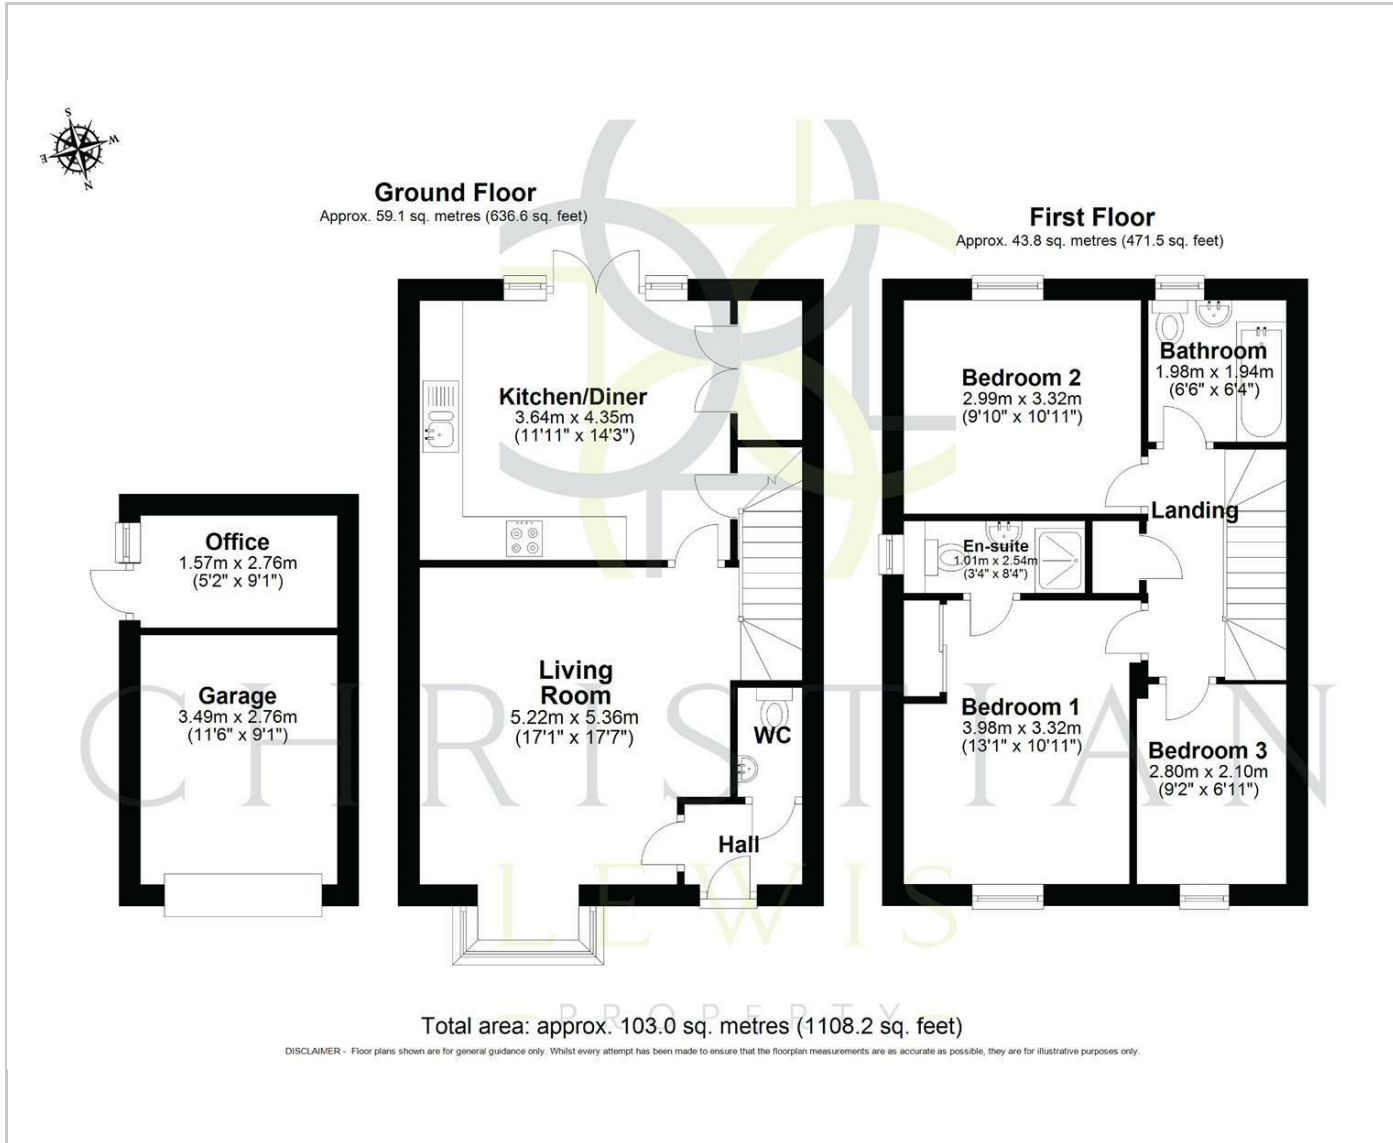 S
W
E
N
Ground Floor
Approx. 59.1 sq. metres (636.6 sq. feet)
First Floor
Approx. 43.8 sq. metres (471.5 sq. feet)
Kitchen/Diner
3.64m x 4.35m
(11'11" x 14'3")
Bedroom 2
2.99m x 3.32m
(9'10" x 10'11")
Bathroom
1.98m x 1.94m
(6'6" x 6'4")
Landing
Office
1.57m x 2.76m
(5'2" x 9'1")
En-suite
1.01m x 2.54m
(3'4" x 8'4")
Garage
3.49m x 2.76m
(11'6" x 9'1")
Living
Room
5.22m x 5.36m
(17'1" x 17'7")
WC
Hall
Bedroom 1
3.98m x 3.32m
(13'1" x 10'11")
Bedroom 3
2.80m x 2.10m
(9'2" x 6'11")
CHRISTIAN
LEWIS
PROPERTY
Total area: approx. 103.0 sq. metres (1108.2 sq. feet)
DISCLAIMER - Floor plans shown are for general guidance only. Whilst every attempt has been made to ensure that the floorplan measurements are as accurate as possible, they are for illustrative purposes only.